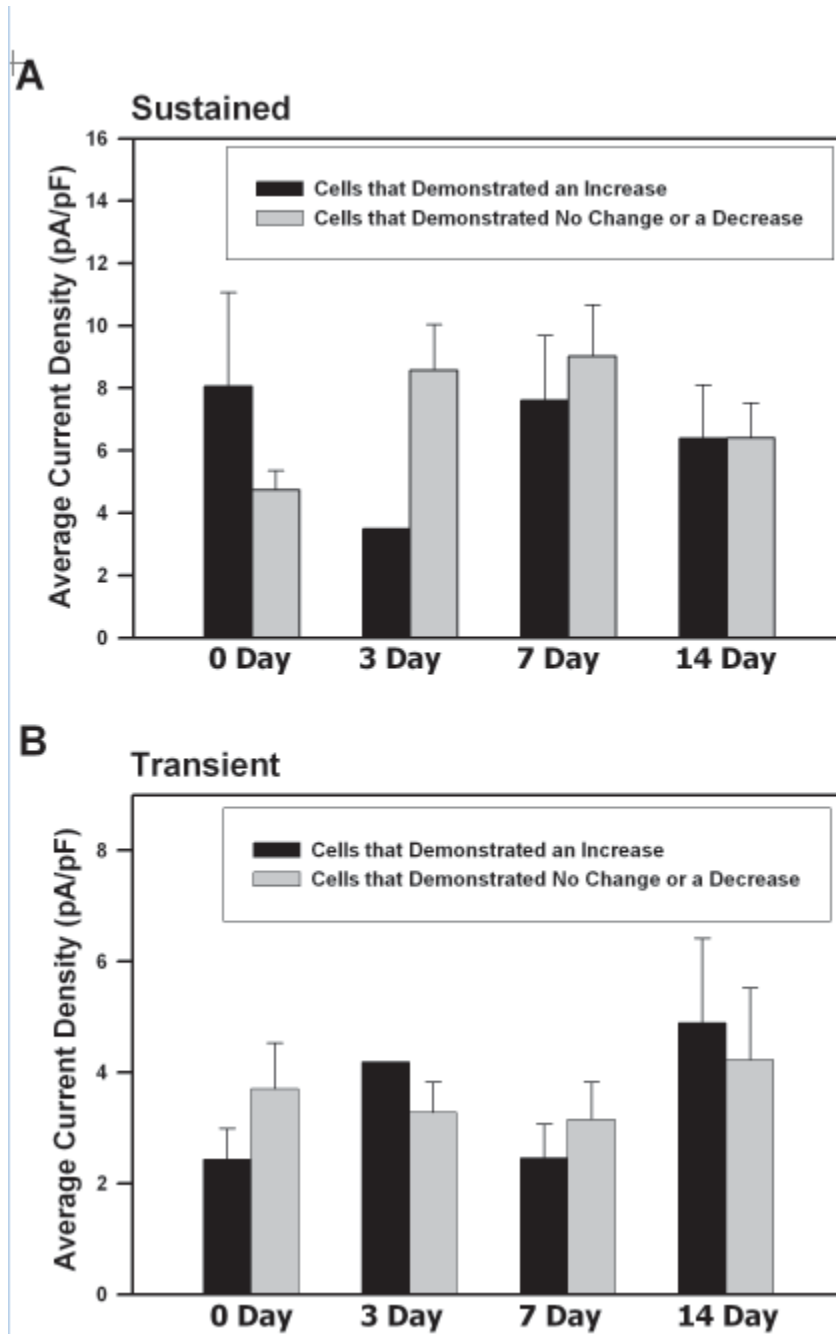 A
Sustained
16
14
12
10
8
6
4
2
0
Average Current Density (pA/pF)
Cells that Demonstrated an Increase
Cells that Demonstrated No Change or a Decrease
0 Day 3 Day 7 Day 14 Day
B
Transient
8
6
4
2
0
Average Current Density (pA/pF)
Cells that Demonstrated an Increase
Cells that Demonstrated No Change or a Decrease
0 Day 3 Day 7 Day 14 Day